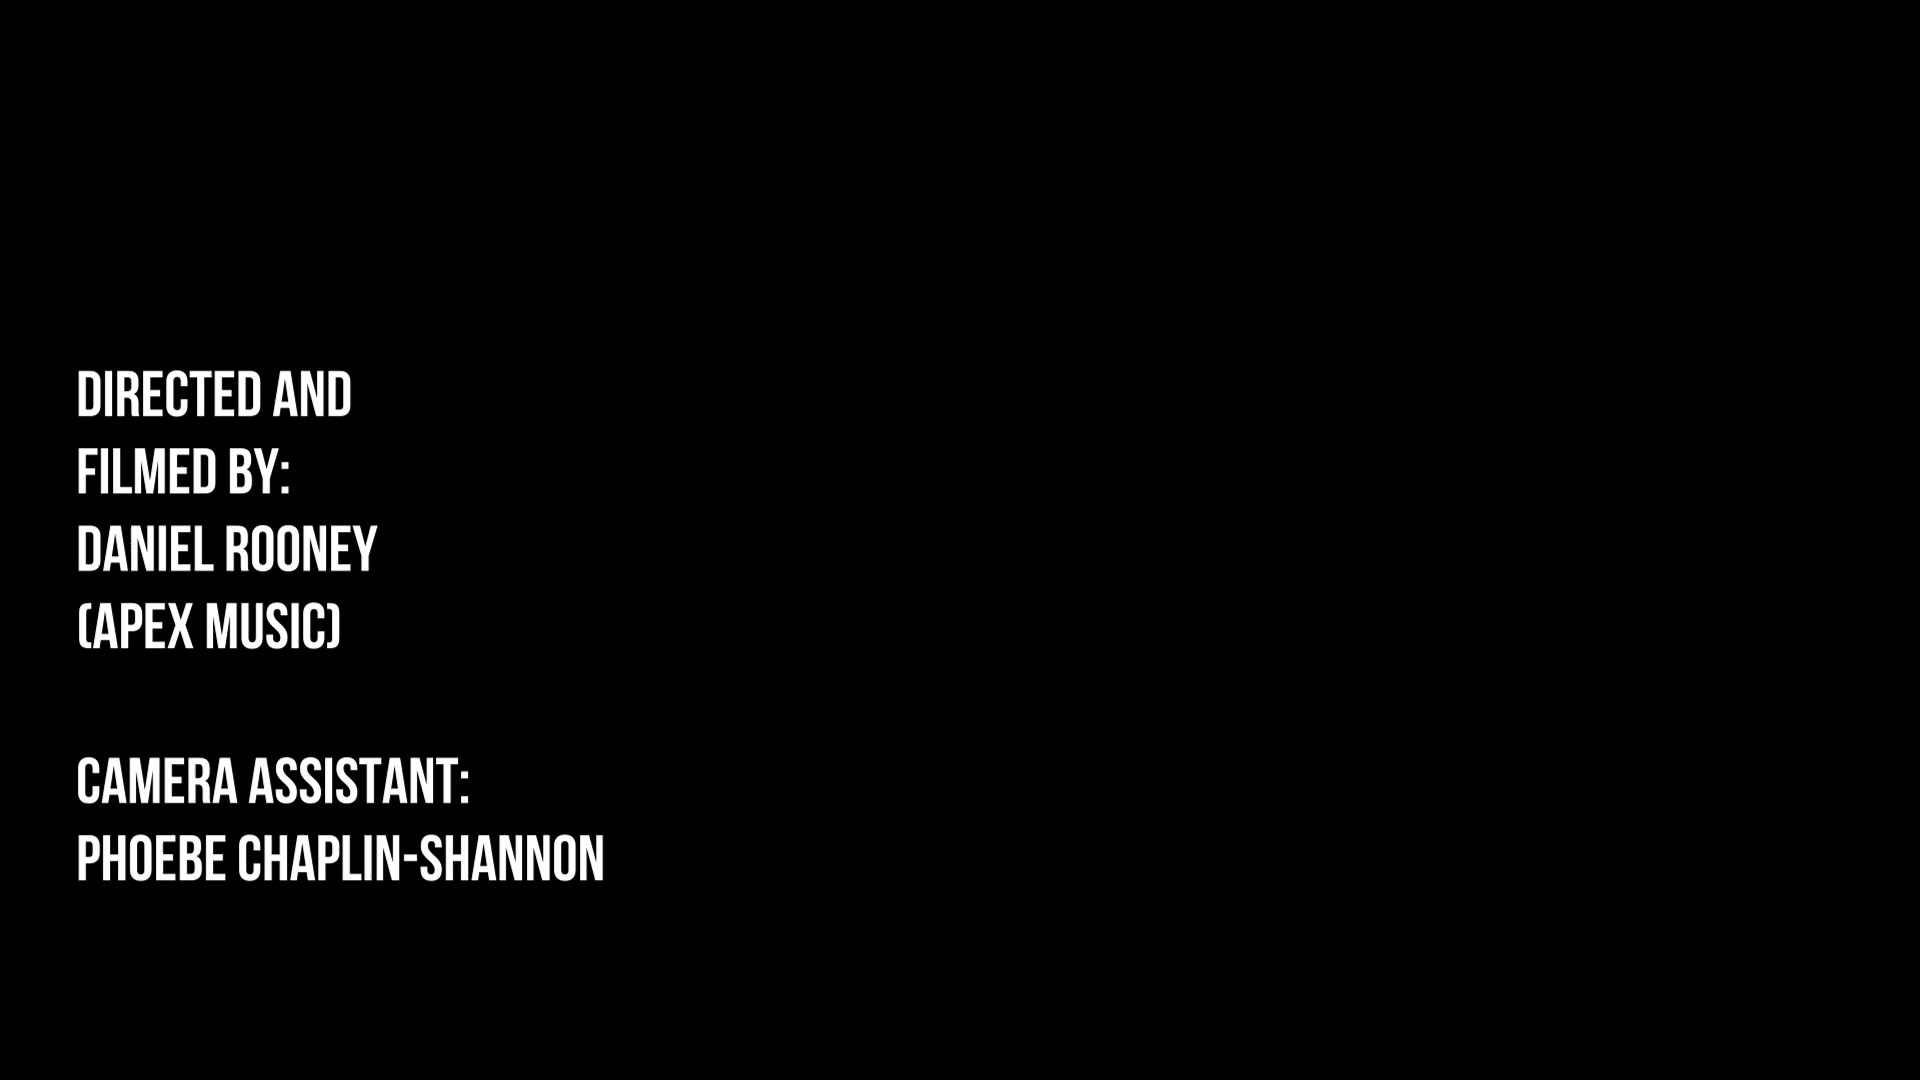 DIRECTED AND
FILMED BY:
DANIEL ROONEY
(APEX MUSIC)
CAMERA ASSISTANT:
PHOEBE CHAPLIN-SHANNON